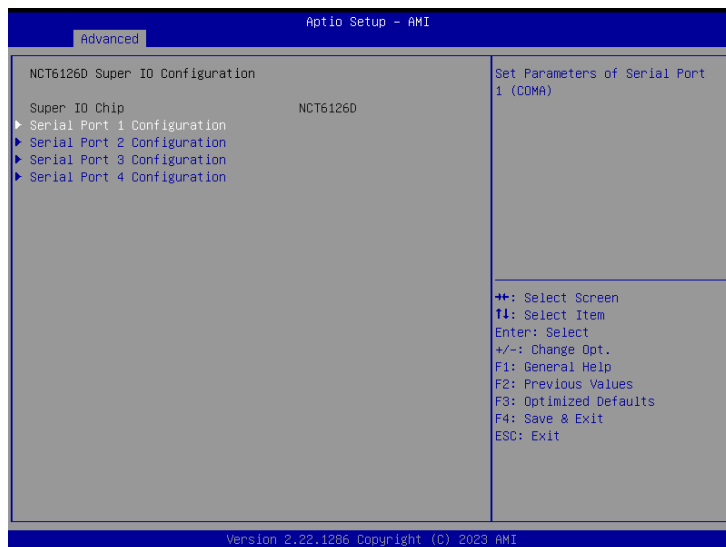 Aptio Setup – AMI
Advanced
NCT6126D Super IO Configuration
Super IO Chip NCT6126D
Serial Port 1 Configuration
Serial Port 2 Configuration
Serial Port 3 Configuration
Serial Port 4 Configuration
Set Parameters of Serial Port
1 (COMA)
→←: Select Screen
↑↓: Select Item
Enter: Select
+/-: Change Opt.
F1: General Help
F2: Previous Values
F3: Optimized Defaults
F4: Save & Exit
ESC: Exit
Version 2.22.1286 Copyright (C) 2023 AMI